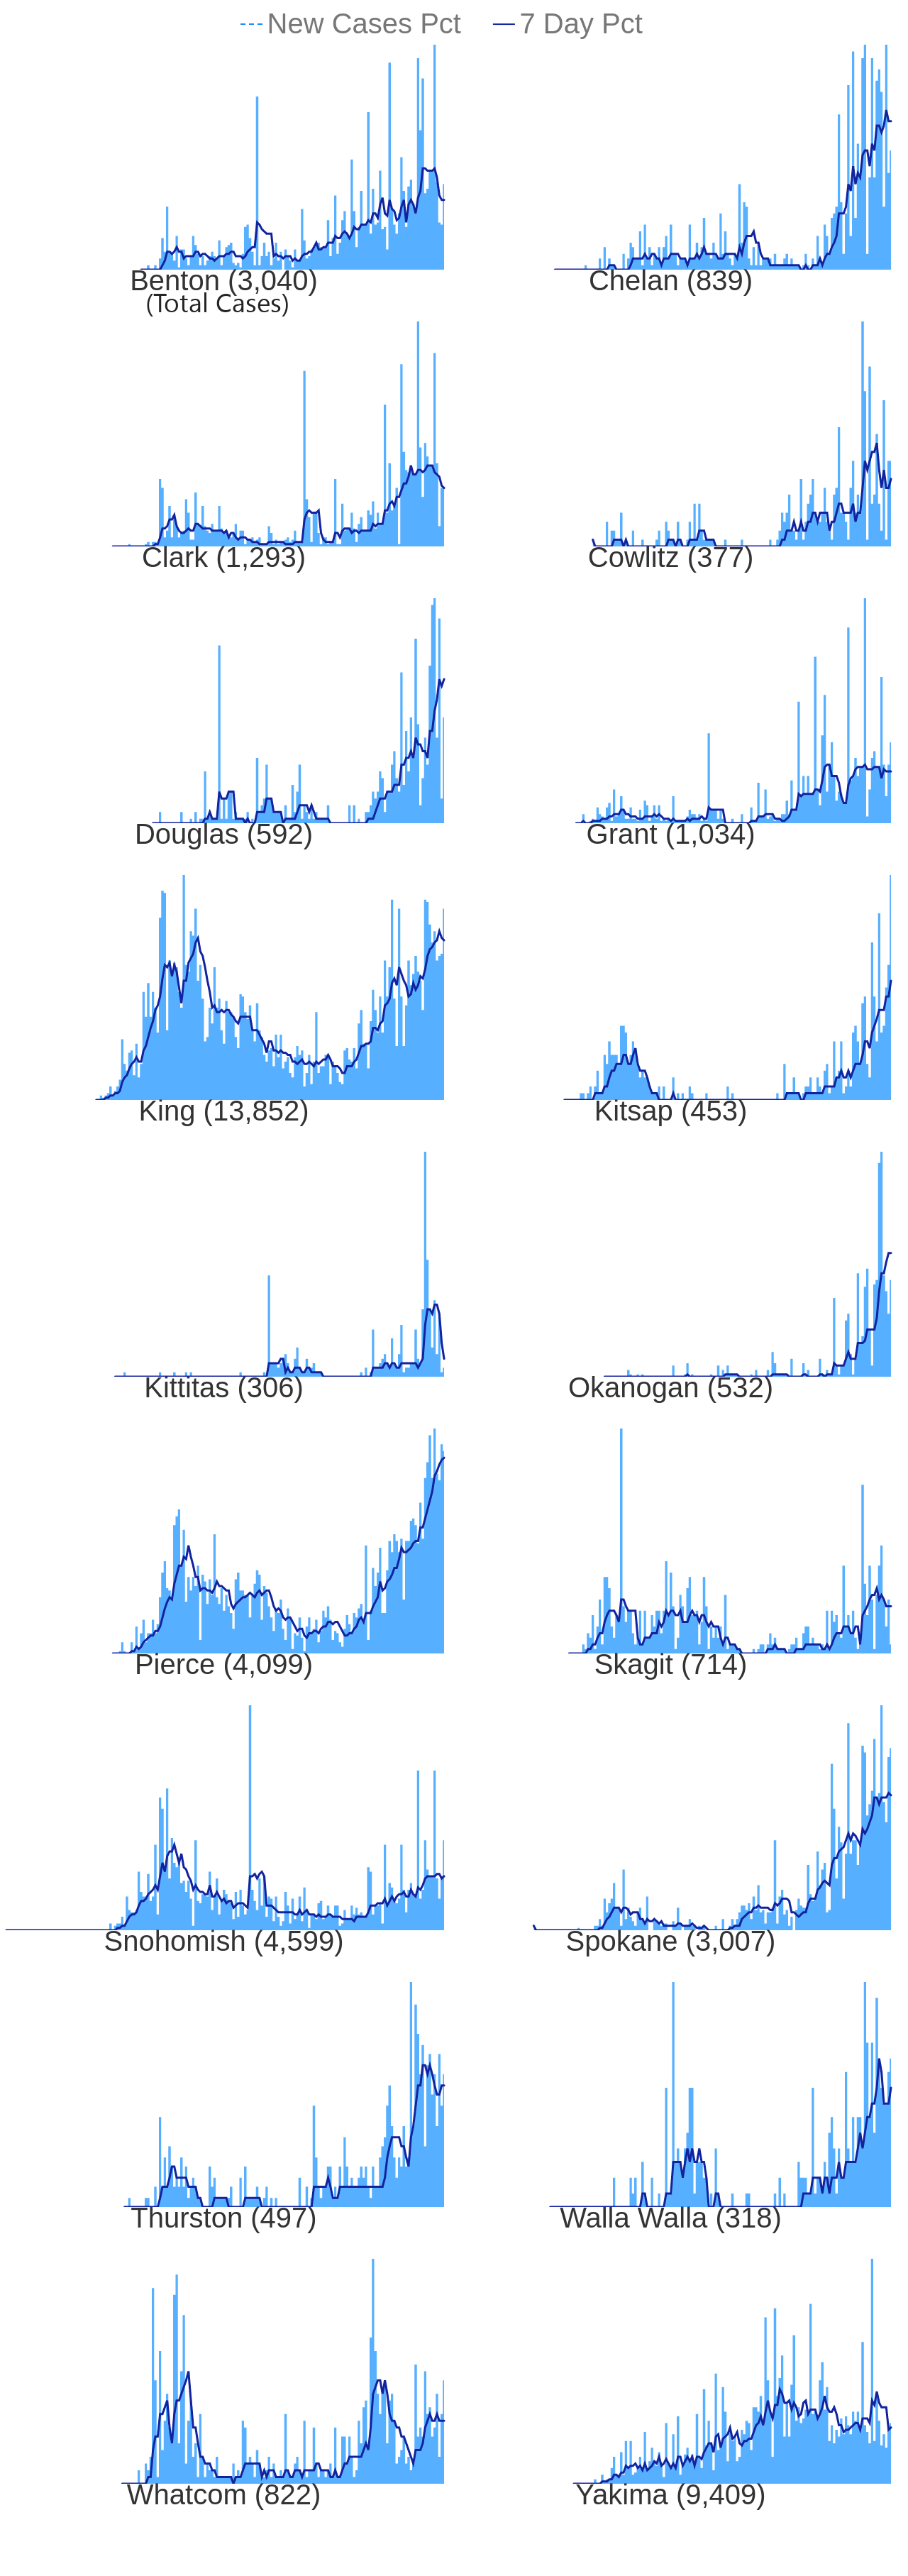 New Cases Pct 7 Day Pct
Benton (3,040) Chelan (839)
(Total Cases)
Clark (1,293) Cowlitz (377)
Douglas (592) Grant (1,034)
King (13,852) Kitsap (453)
Kittitas (306) Okanogan (532)
Pierce (4,099) Skagit (714)
Snohomish (4,599) Spokane (3,007)
Thurston (497) Walla Walla (318)
Whatcom (822) Yakima (9,409)